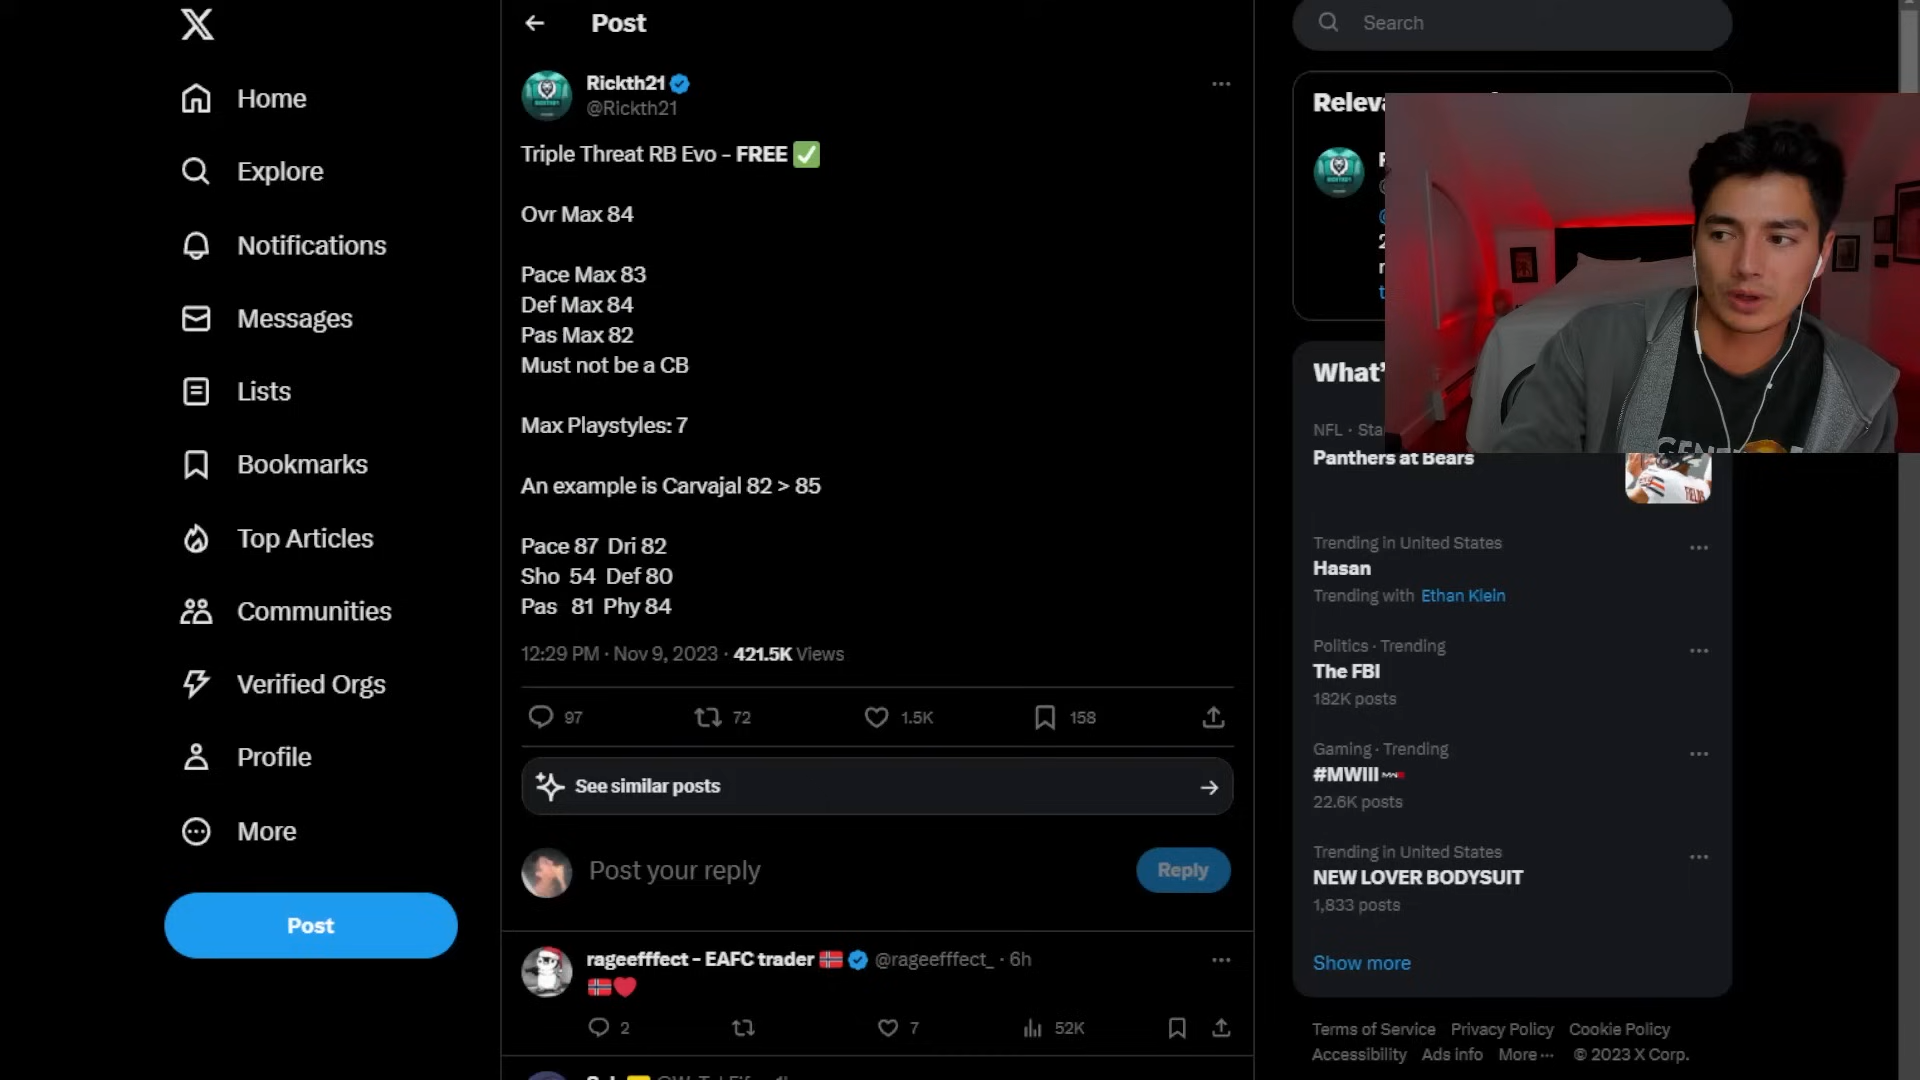 Home
Explore
Notifications
Messages
Lists
Bookmarks
Top Articles
Communities
Verified Orgs
Profile
More
Post
Post
Rickth21
@Rickth21
Triple Threat RB Evo - FREE ✅
Ovr Max 84
Pace Max 83
Def Max 84
Pas Max 82
Must not be a CB
Max Playstyles: 7
An example is Carvajal 82 > 85
Pace 87 Dri 82
Sho 54 Def 80
Pas 81 Phy 84
12:29 PM · Nov 9, 2023 · 421.5K Views
97 72 1.5K 158
See similar posts
Post your reply
Reply
rageefffect - EAFC trader 🇳🇴 @rageefffect_ · 6h
🇳🇴❤️
2 7 52K
Search
NFL
Panthers at Bears
Trending in United States
Hasan
Trending with Ethan Klein
Politics · Trending
The FBI
182K posts
Gaming · Trending
#MWIII
22.6K posts
Trending in United States
NEW LOVER BODYSUIT
1,833 posts
Show more
Terms of Service Privacy Policy Cookie Policy
Accessibility Ads info More ··· © 2023 X Corp.